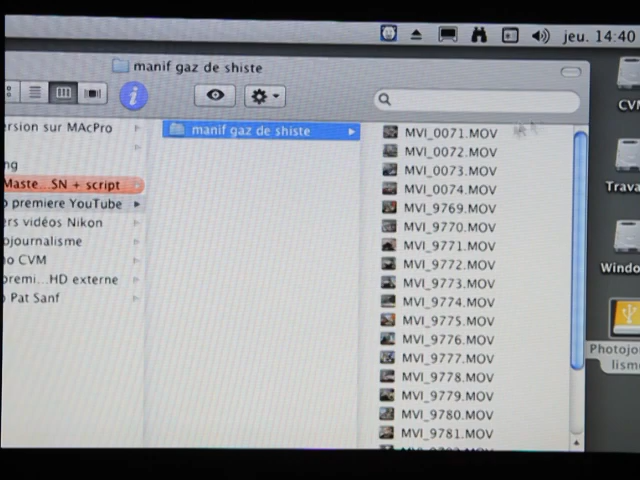 jeu. 14:40
manif gaz de shiste
ersion sur MAcPro
ng
Maste...SN + script
o premiere YouTube
ers vidéos Nikon
ojournalisme
no CVM
premi...HD externe
o Pat Sanf
manif gaz de shiste
MVI_0071.MOV
MVI_0072.MOV
MVI_0073.MOV
MVI_0074.MOV
MVI_9769.MOV
MVI_9770.MOV
MVI_9771.MOV
MVI_9772.MOV
MVI_9773.MOV
MVI_9774.MOV
MVI_9775.MOV
MVI_9776.MOV
MVI_9777.MOV
MVI_9778.MOV
MVI_9779.MOV
MVI_9780.MOV
MVI_9781.MOV
CVM
Trava
Windo
Photojou
lisme